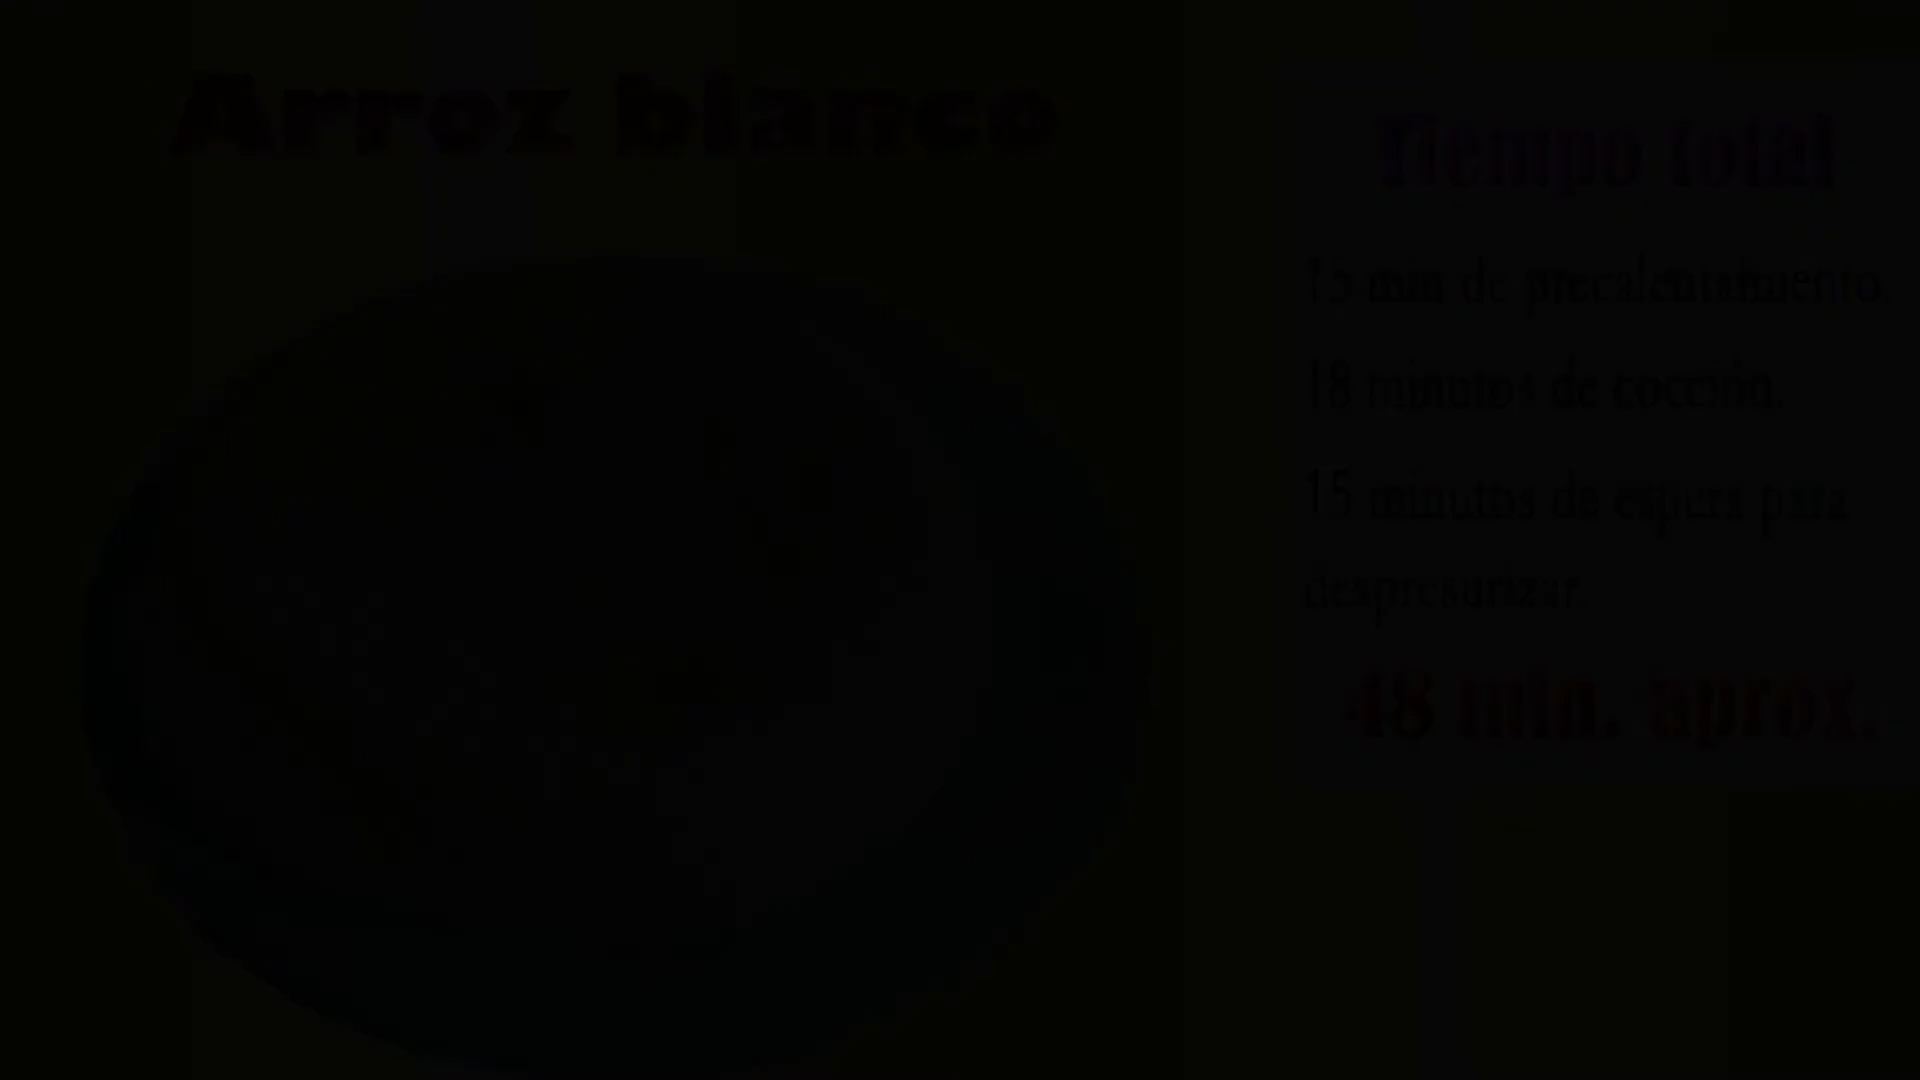 Arroz blanco
Tiempo total
15 min de precalentamiento.
18 minutos de cocción.
15 minutos de espera para
despresurizar.
48 min. aprox.